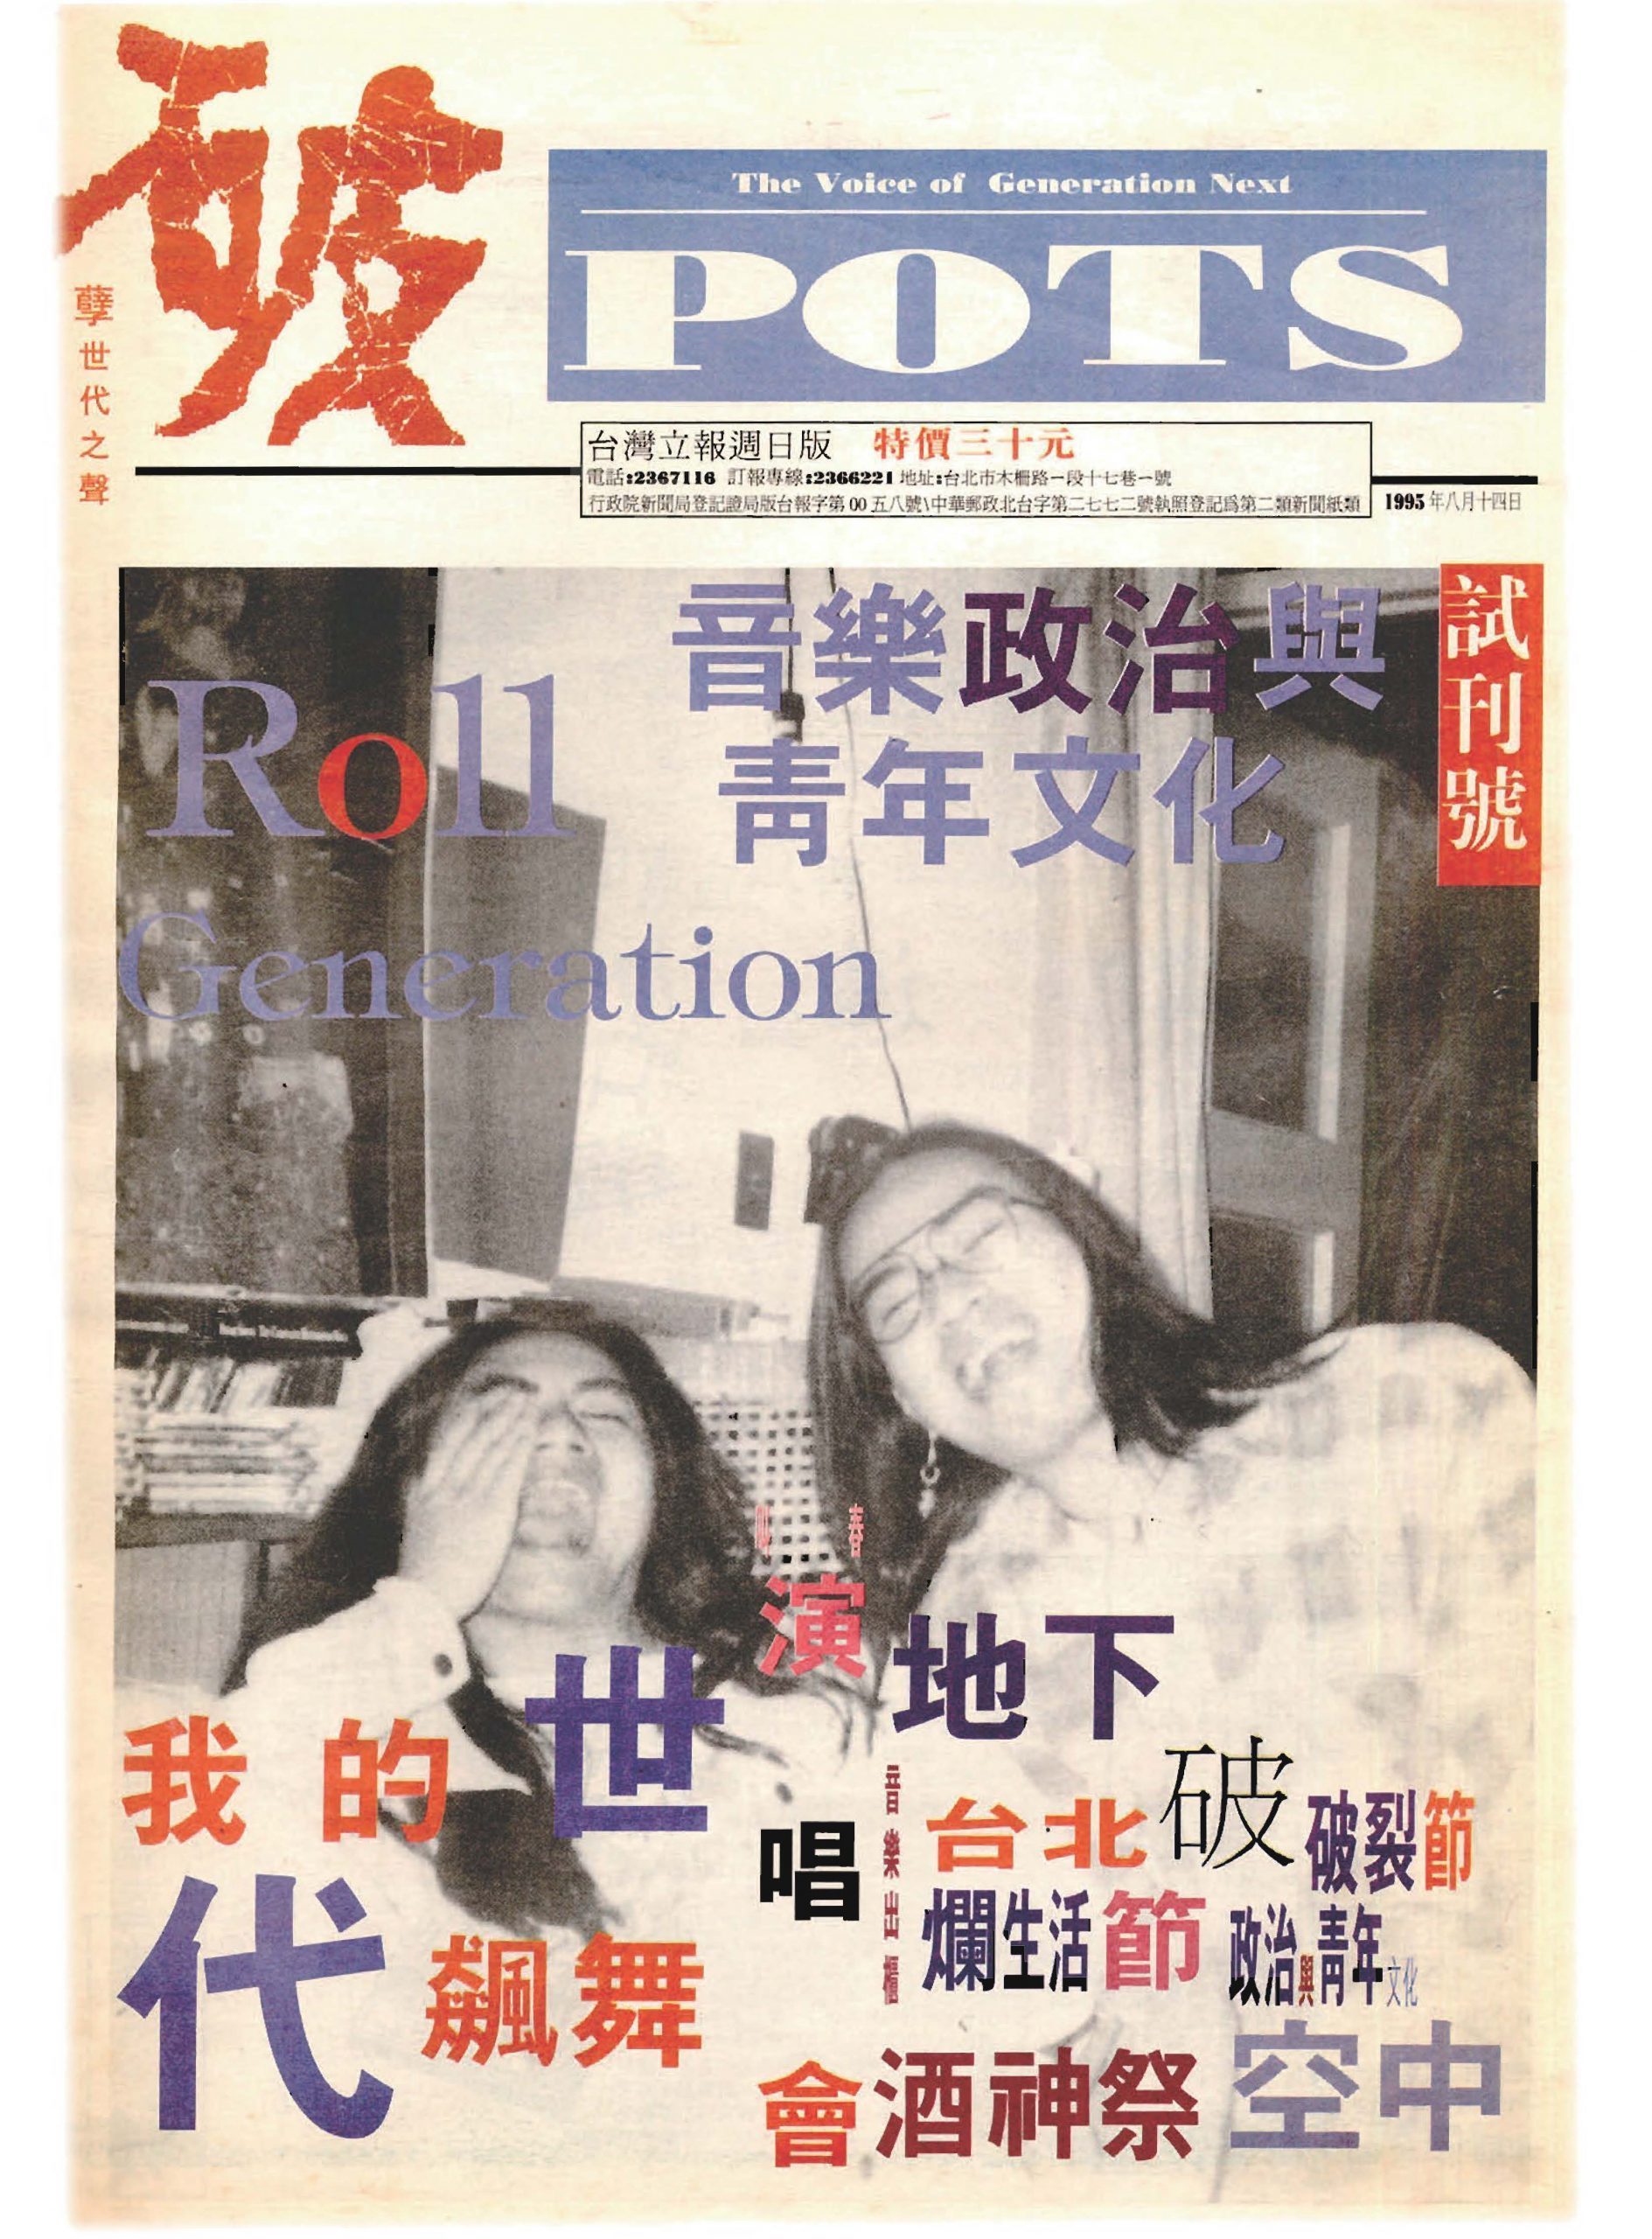 破
孽世代之聲
The Voice of Generation Next
POTS
台灣立報週日版 特價三十元
電話:2367116 訂報專線:2366221 地址:台北市木柵路一段十七巷一號
行政院新聞局登記證局版台報字第00五八號\中華郵政北台字第二七七二號執照登記爲第二類新聞紙類
1995年八月十四日
試刊號
音樂政治與
青年文化
Roll
Generation
春
演
唱
會
地下
音樂出
我的世
代飆舞
台北破破裂節
爛生活節政治與青年文化
酒神祭空中